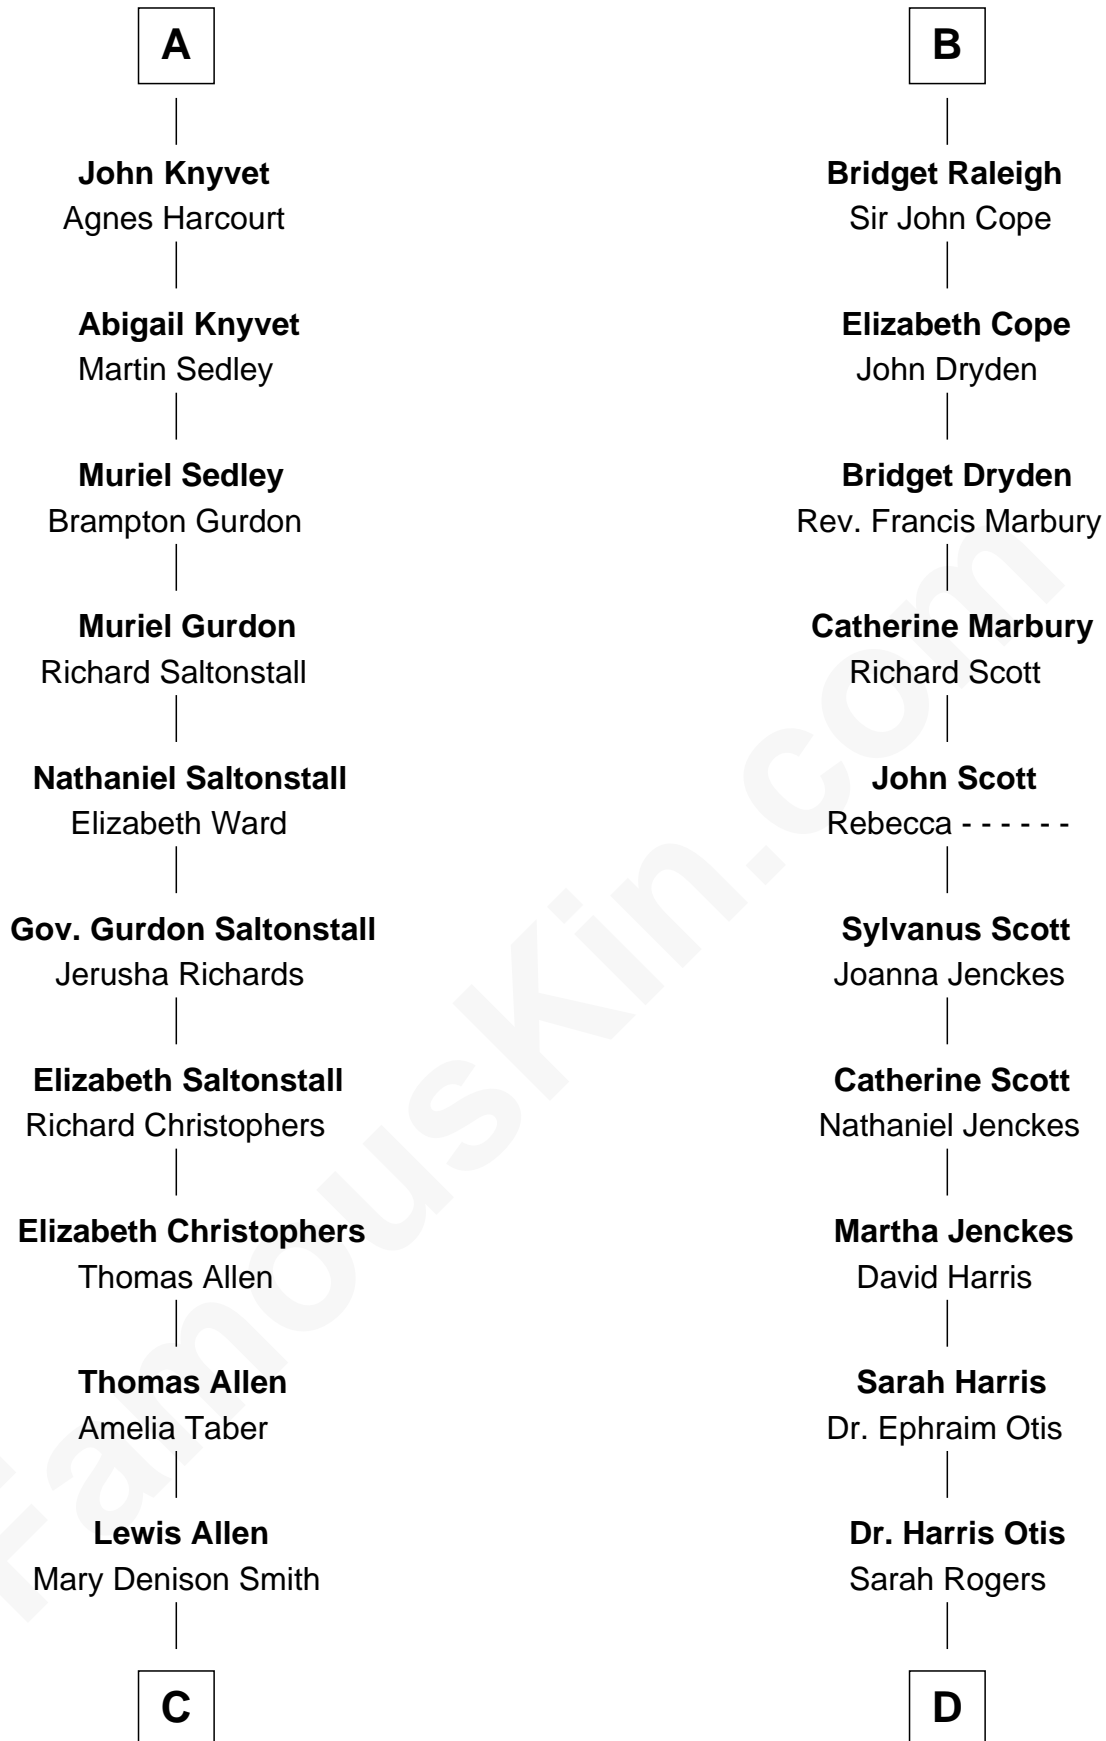 A
John Knyvet
Agnes Harcourt
Abigail Knyvet
Martin Sedley
Muriel Sedley
Brampton Gurdon
Muriel Gurdon
Richard Saltonstall
Nathaniel Saltonstall
Elizabeth Ward
Gov. Gurdon Saltonstall
Jerusha Richards
Elizabeth Saltonstall
Richard Christophers
Elizabeth Christophers
Thomas Allen
Thomas Allen
Amelia Taber
Lewis Allen
Mary Denison Smith
C
B
Bridget Raleigh
Sir John Cope
Elizabeth Cope
John Dryden
Bridget Dryden
Rev. Francis Marbury
Catherine Marbury
Richard Scott
John Scott
Rebecca - - - - - -
Sylvanus Scott
Joanna Jenckes
Catherine Scott
Nathaniel Jenckes
Martha Jenckes
David Harris
Sarah Harris
Dr. Ephraim Otis
Dr. Harris Otis
Sarah Rogers
D
FamousKin.com